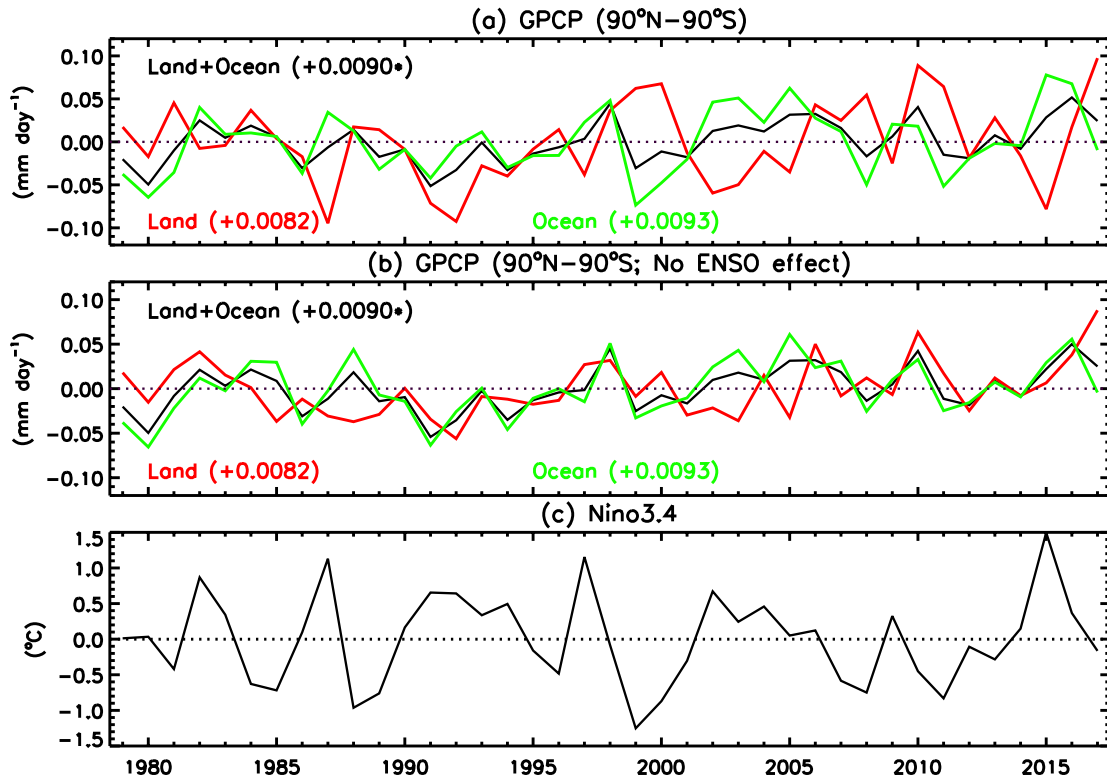 (a) GPCP (90°N−90°S)
Land+Ocean (+0.0090*)
0.10
0.05
0.00
−0.05
−0.10
(mm day⁻¹)
Land (+0.0082)
Ocean (+0.0093)
(b) GPCP (90°N−90°S; No ENSO effect)
Land+Ocean (+0.0090*)
0.10
0.05
0.00
−0.05
−0.10
(mm day⁻¹)
Land (+0.0082)
Ocean (+0.0093)
(c) Nino3.4
1.5
1.0
0.5
0.0
−0.5
−1.0
−1.5
(°C)
1980 1985 1990 1995 2000 2005 2010 2015